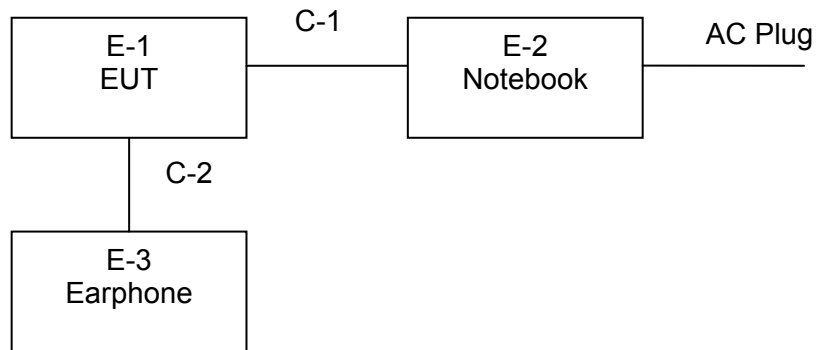 E-1
EUT
C-1
E-2
Notebook
AC Plug
C-2
E-3
Earphone